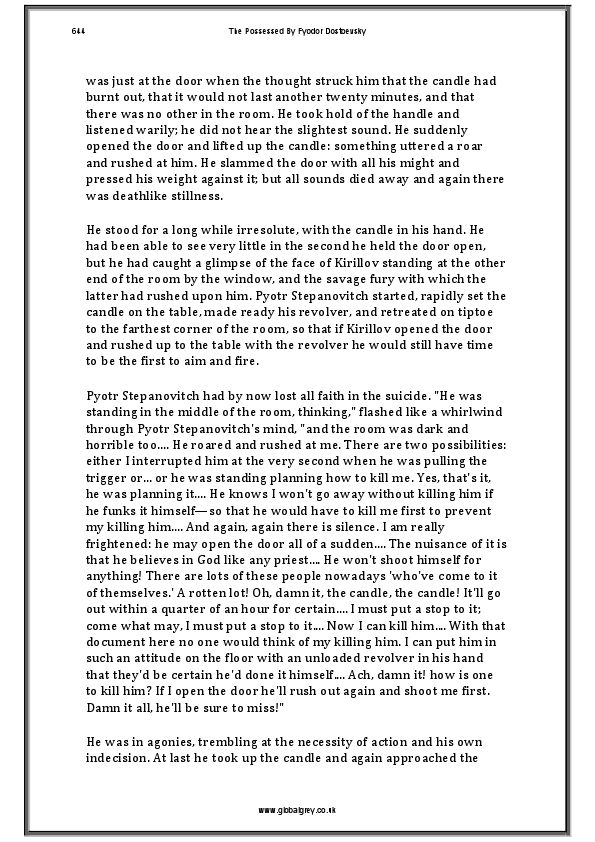 644 The Possessed By Fyodor Dostoevsky
was just at the door when the thought struck him that the candle had
burnt out, that it would not last another twenty minutes, and that
there was no other in the room. He took hold of the handle and
listened warily; he did not hear the slightest sound. He suddenly
opened the door and lifted up the candle: something uttered a roar
and rushed at him. He slammed the door with all his might and
pressed his weight against it; but all sounds died away and again there
was deathlike stillness.
He stood for a long while irresolute, with the candle in his hand. He
had been able to see very little in the second he held the door open,
but he had caught a glimpse of the face of Kirillov standing at the other
end of the room by the window, and the savage fury with which the
latter had rushed upon him. Pyotr Stepanovitch started, rapidly set the
candle on the table, made ready his revolver, and retreated on tiptoe
to the farthest corner of the room, so that if Kirillov opened the door
and rushed up to the table with the revolver he would still have time
to be the first to aim and fire.
Pyotr Stepanovitch had by now lost all faith in the suicide. "He was
standing in the middle of the room, thinking," flashed like a whirlwind
through Pyotr Stepanovitch's mind, "and the room was dark and
horrible too.... He roared and rushed at me. There are two possibilities:
either I interrupted him at the very second when he was pulling the
trigger or... or he was standing planning how to kill me. Yes, that's it,
he was planning it.... He knows I won't go away without killing him if
he funks it himself—so that he would have to kill me first to prevent
my killing him.... And again, again there is silence. I am really
frightened: he may open the door all of a sudden.... The nuisance of it is
that he believes in God like any priest.... He won't shoot himself for
anything! There are lots of these people nowadays 'who've come to it
of themselves.' A rotten lot! Oh, damn it, the candle, the candle! It'll go
out within a quarter of an hour for certain.... I must put a stop to it;
come what may, I must put a stop to it.... Now I can kill him.... With that
document here no one would think of my killing him. I can put him in
such an attitude on the floor with an unloaded revolver in his hand
that they'd be certain he'd done it himself.... Ach, damn it! how is one
to kill him? If I open the door he'll rush out again and shoot me first.
Damn it all, he'll be sure to miss!"
He was in agonies, trembling at the necessity of action and his own
indecision. At last he took up the candle and again approached the
www.globalgrey.co.uk